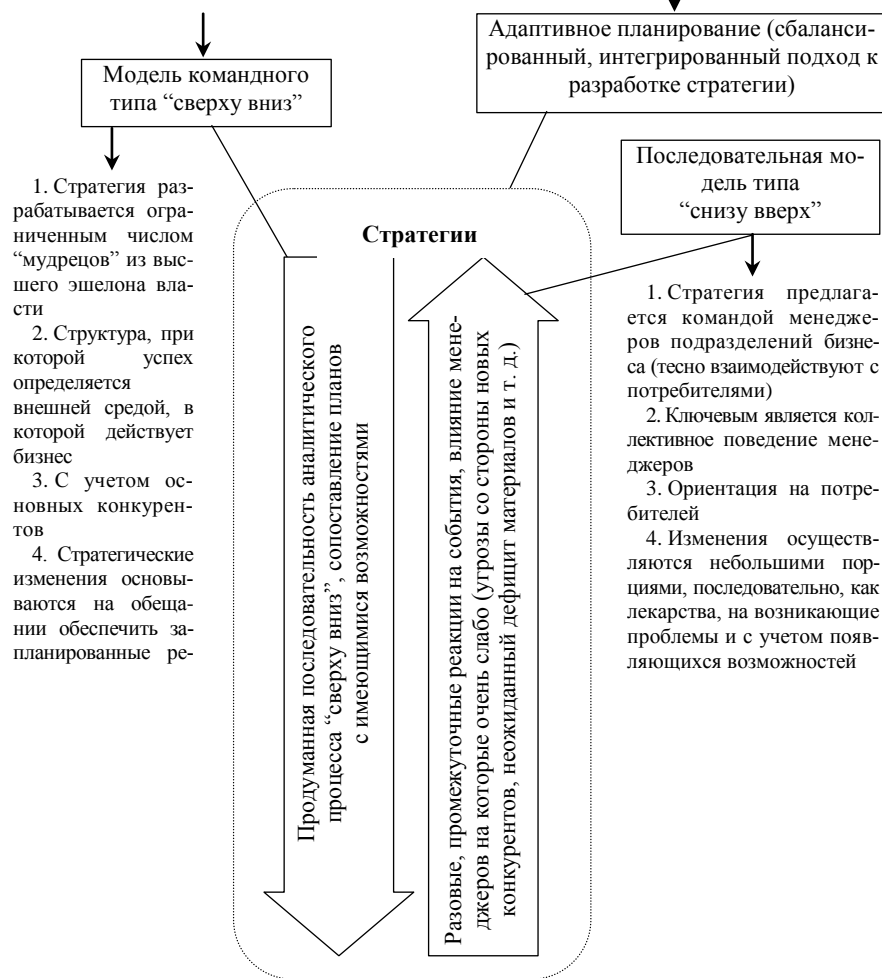 Модель командного
типа “сверху вниз”
Адаптивное планирование (сбаланси-
рованный, интегрированный подход к
разработке стратегии)
Последовательная мо-
дель типа
“снизу вверх”
1. Стратегия раз-
рабатывается огра-
ниченным числом
“мудрецов” из выс-
шего эшелона вла-
сти
2. Структура, при
которой успех
определяется
внешней средой, в
которой действует
бизнес
3. С учетом ос-
новных конкурен-
тов
4. Стратегические
изменения основы-
ваются на обеща-
нии обеспечить за-
планированные ре-
Стратегии
Продуманная последовательность аналитического
процесса “сверху вниз”, сопоставление планов
с имеющимися возможностями
Разовые, промежуточные реакции на события, влияние мене-
джеров на которые очень слабо (угрозы со стороны новых
конкурентов, неожиданный дефицит материалов и т. д.)
1. Стратегия предлага-
ется командой менедже-
ров подразделений бизне-
са (тесно взаимодействуют с
потребителями)
2. Ключевым является кол-
лективное поведение мене-
джеров
3. Ориентация на потре-
бителей
4. Изменения осуществ-
ляются небольшими пор-
циями, последовательно, как
лекарства, на возникающие
проблемы и с учетом появ-
ляющихся возможностей